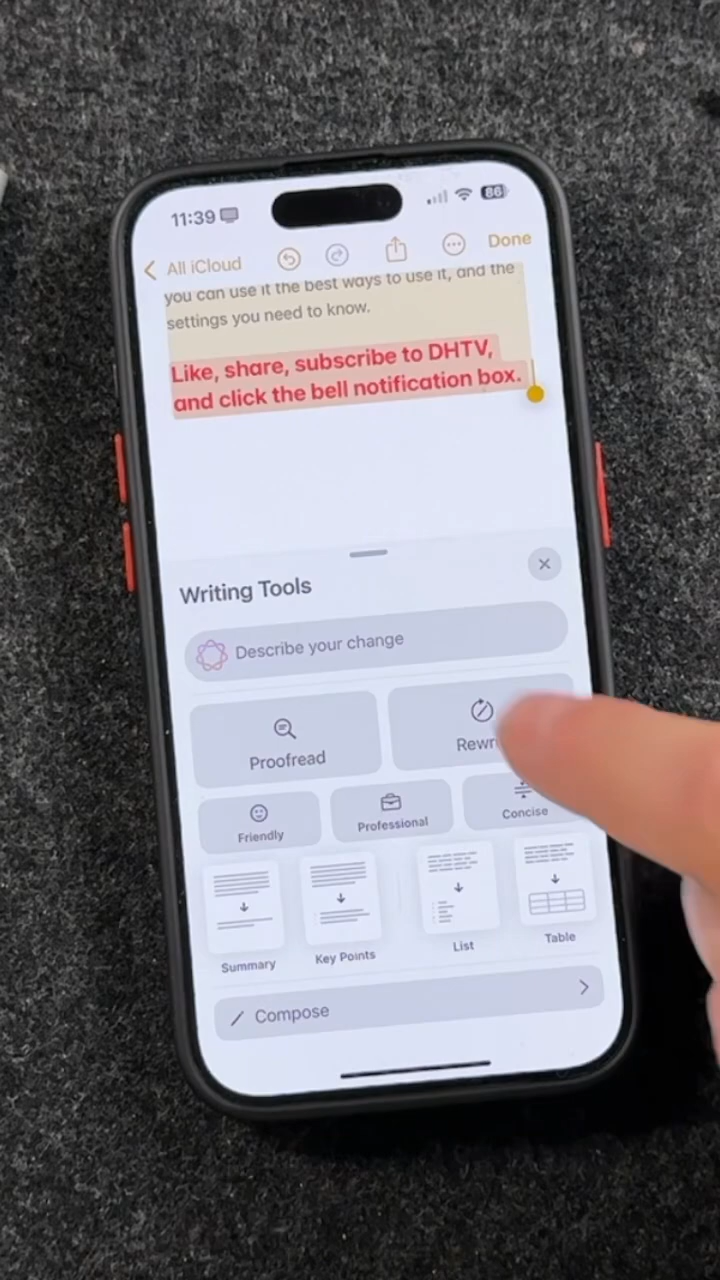 11:39
86
All iCloud
Done
you can use it the best ways to use it, and the
settings you need to know.
Like, share, subscribe to DHTV,
and click the bell notification box.
Writing Tools
Describe your change
Proofread
Friendly
Professional
Concise
Summary
Key Points
List
Table
Compose